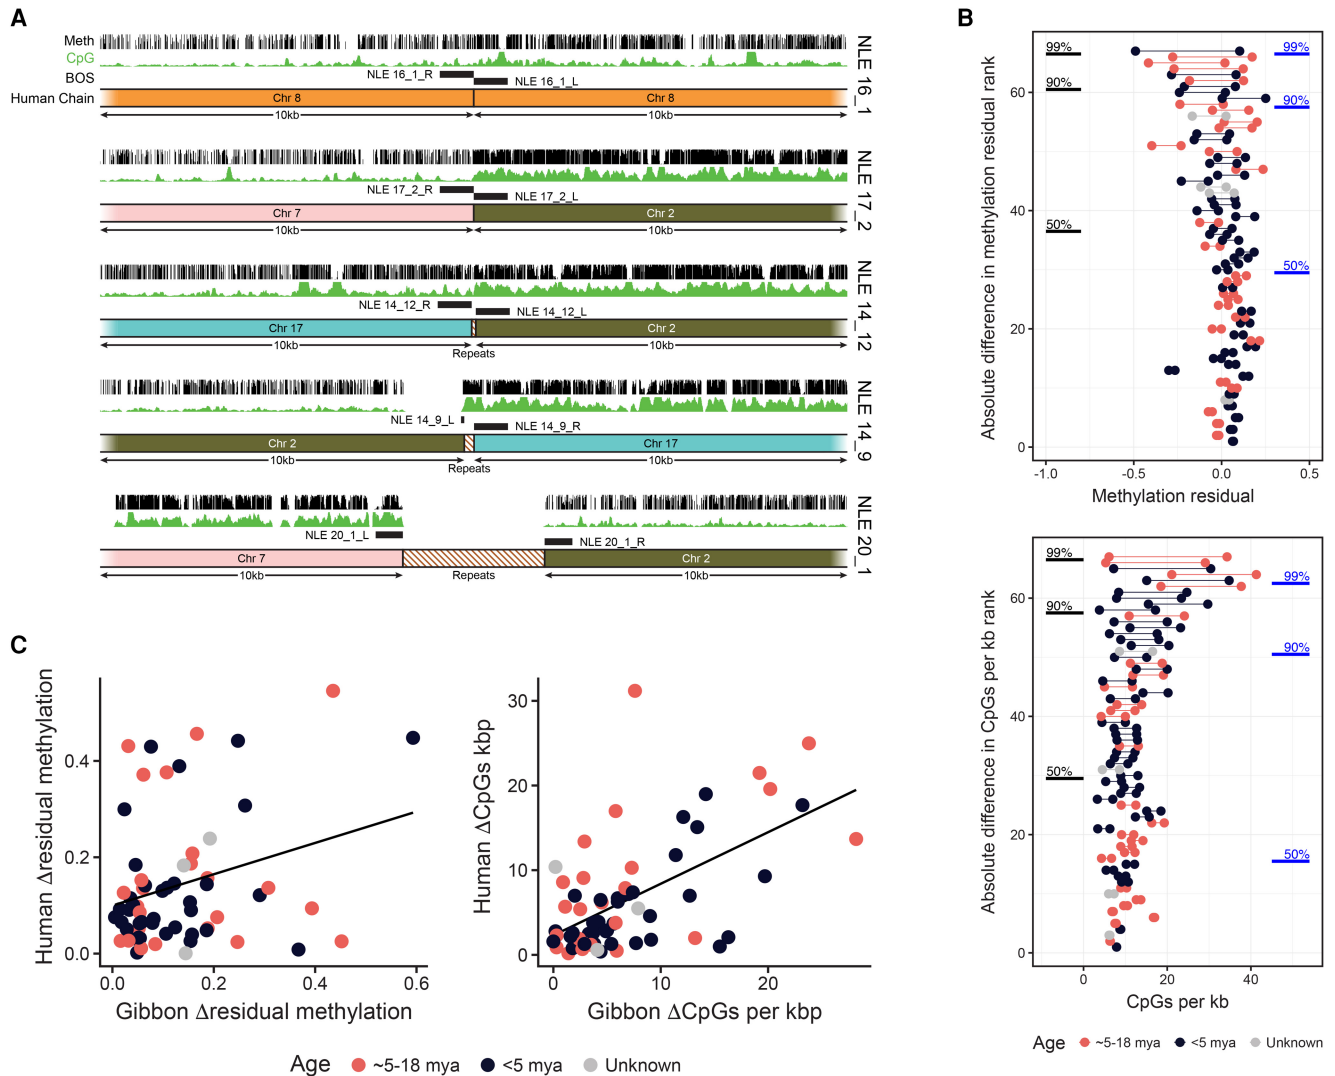 A
Meth
CpG
BOS
Human Chain
NLE 16_1_R
NLE 16_1_L
Chr 8
Chr 8
10kb
10kb
NLE 16_1
NLE 17_2_R
NLE 17_2_L
Chr 7
Chr 2
10kb
10kb
NLE 17_2
NLE 14_12_R
NLE 14_12_L
Chr 17
Chr 2
10kb
Repeats
10kb
NLE 14_12
NLE 14_9_L
NLE 14_9_R
Chr 2
Chr 17
10kb
Repeats
10kb
NLE 14_9
NLE 20_1_L
NLE 20_1_R
Chr 7
Chr 2
10kb
Repeats
10kb
NLE 20_1
B
Absolute difference in methylation residual rank
99%
90%
50%
99%
90%
50%
60
40
20
0
-1.0
-0.5
0.0
0.5
Methylation residual
Absolute difference in CpGs per kb rank
99%
90%
50%
99%
90%
50%
60
40
20
0
0
20
40
CpGs per kb
Age
~5-18 mya
<5 mya
Unknown
C
Human Δresidual methylation
0.4
0.2
0.0
0.0
0.2
0.4
0.6
Gibbon Δresidual methylation
Human ΔCpGs kbp
30
20
10
0
0
10
20
Gibbon ΔCpGs per kbp
Age
~5-18 mya
<5 mya
Unknown